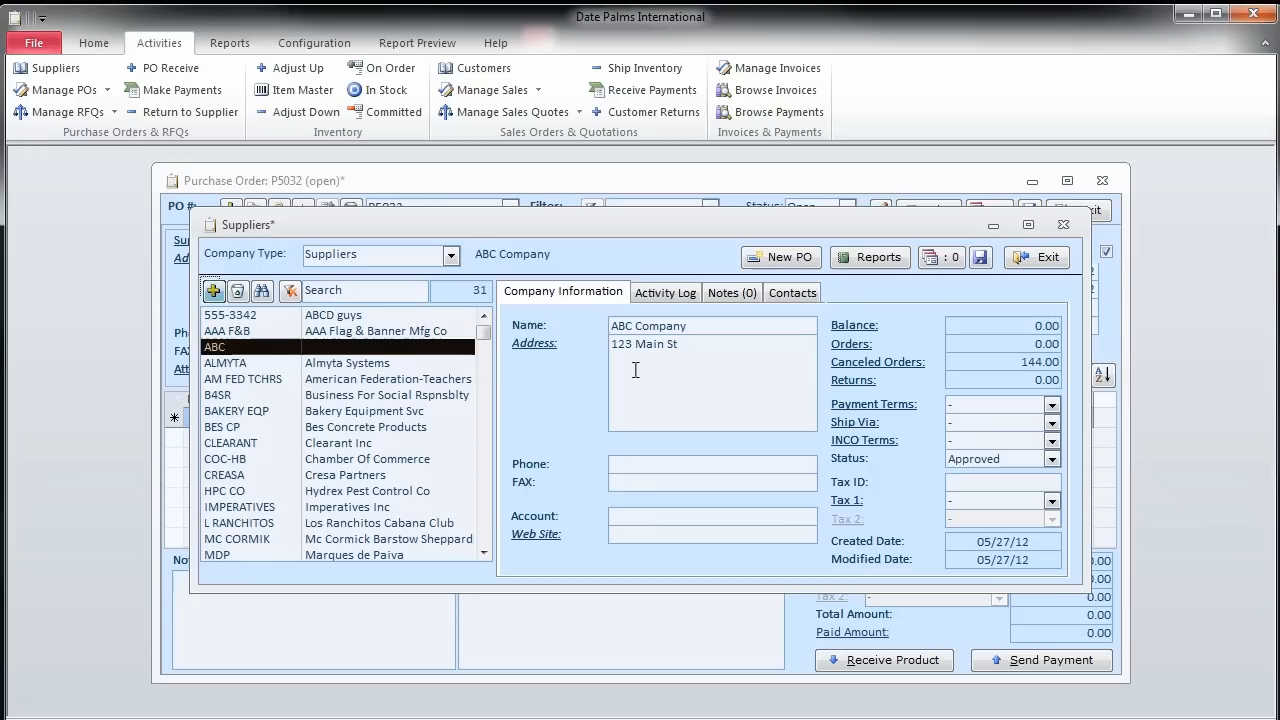 Date Palms International
File Home Activities Reports Configuration Report Preview Help
Suppliers + PO Receive + Adjust Up On Order Customers Ship Inventory Manage Invoices
Manage POs Make Payments Item Master In Stock Manage Sales Receive Payments Browse Invoices
Manage RFQs Return to Supplier Adjust Down Committed Manage Sales Quotes + Customer Returns Browse Payments
Purchase Orders & RFQs Inventory Sales Orders & Quotations Invoices & Payments
Purchase Order: P5032 (open)*
PO #:
Suppliers*
Company Type: Suppliers ABC Company New PO Reports : 0 Exit
Search 31 Company Information Activity Log Notes (0) Contacts
555-3342 ABCD guys
AAA F&B AAA Flag & Banner Mfg Co
ABC
ALMYTA Almyta Systems
AM FED TCHRS American Federation-Teachers
B4SR Business For Social Rspnsblty
BAKERY EQP Bakery Equipment Svc
BES CP Bes Concrete Products
CLEARANT Clearant Inc
COC-HB Chamber Of Commerce
CREASA Cresa Partners
HPC CO Hydrex Pest Control Co
IMPERATIVES Imperatives Inc
L RANCHITOS Los Ranchitos Cabana Club
MC CORMIK Mc Cormick Barstow Sheppard
MDP Marques de Paiva
Name: ABC Company
Address: 123 Main St
Phone:
FAX:
Account:
Web Site:
Balance: 0.00
Orders: 0.00
Canceled Orders: 144.00
Returns: 0.00
Payment Terms: -
Ship Via: -
INCO Terms: -
Status: Approved
Tax ID:
Tax 1: -
Tax 2: -
Created Date: 05/27/12
Modified Date: 05/27/12
Tax 2: - 0.00
Total Amount: 0.00
Paid Amount: 0.00
Receive Product Send Payment